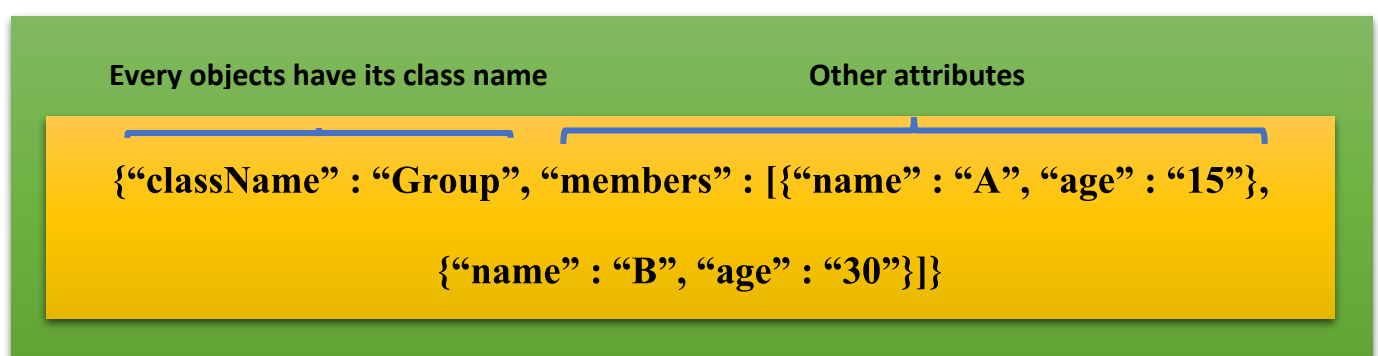 Every objects have its class name
Other attributes
{“className” : “Group”, “members” : [{“name” : “A”, “age” : “15”},
{“name” : “B”, “age” : “30”}]}